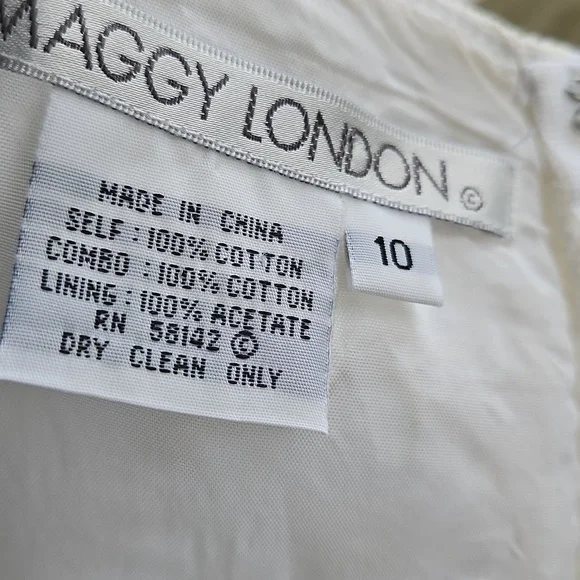 MAGGY LONDON ©
10
MADE IN CHINA
SELF : 100% COTTON
COMBO : 100% COTTON
LINING : 100% ACETATE
RN 58142 ©
DRY CLEAN ONLY